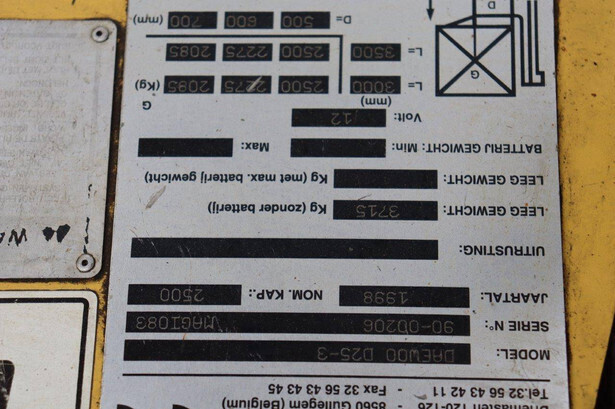 8560 Gullegem (Belgium)
Tel.32 56 43 42 11 - Fax 32 56 43 43 45
MODEL: DAEWOO D25-3
SERIE N°: 90-0D206 MAGI083
JAARTAL: 1998 NOM. KAP.: 2500
UITRUSTING:
LEEG GEWICHT: 3715 Kg (zonder batterij)
LEEG GEWICHT: Kg (met max. batterij gewicht)
BATTERIJ GEWICHT: Min: Max:
Volt: 12
(mm) G
L= 3000 2500 2275 2085 (Kg)
L= 3500 2500 2275 2085
D= 500 600 700 (mm)
G
D